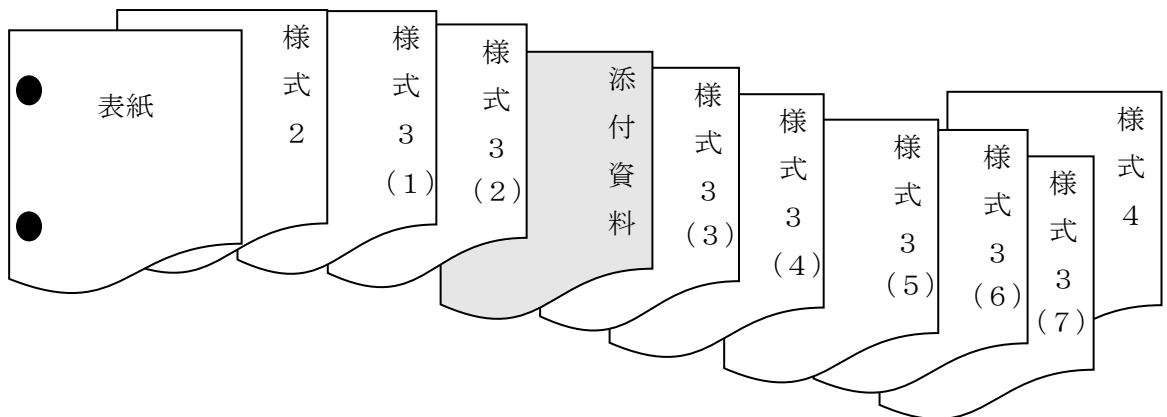 表紙
様式2
様式3(1)
様式3(2)
添付資料
様式3(3)
様式3(4)
様式3(5)
様式3(6)
様式3(7)
様式4